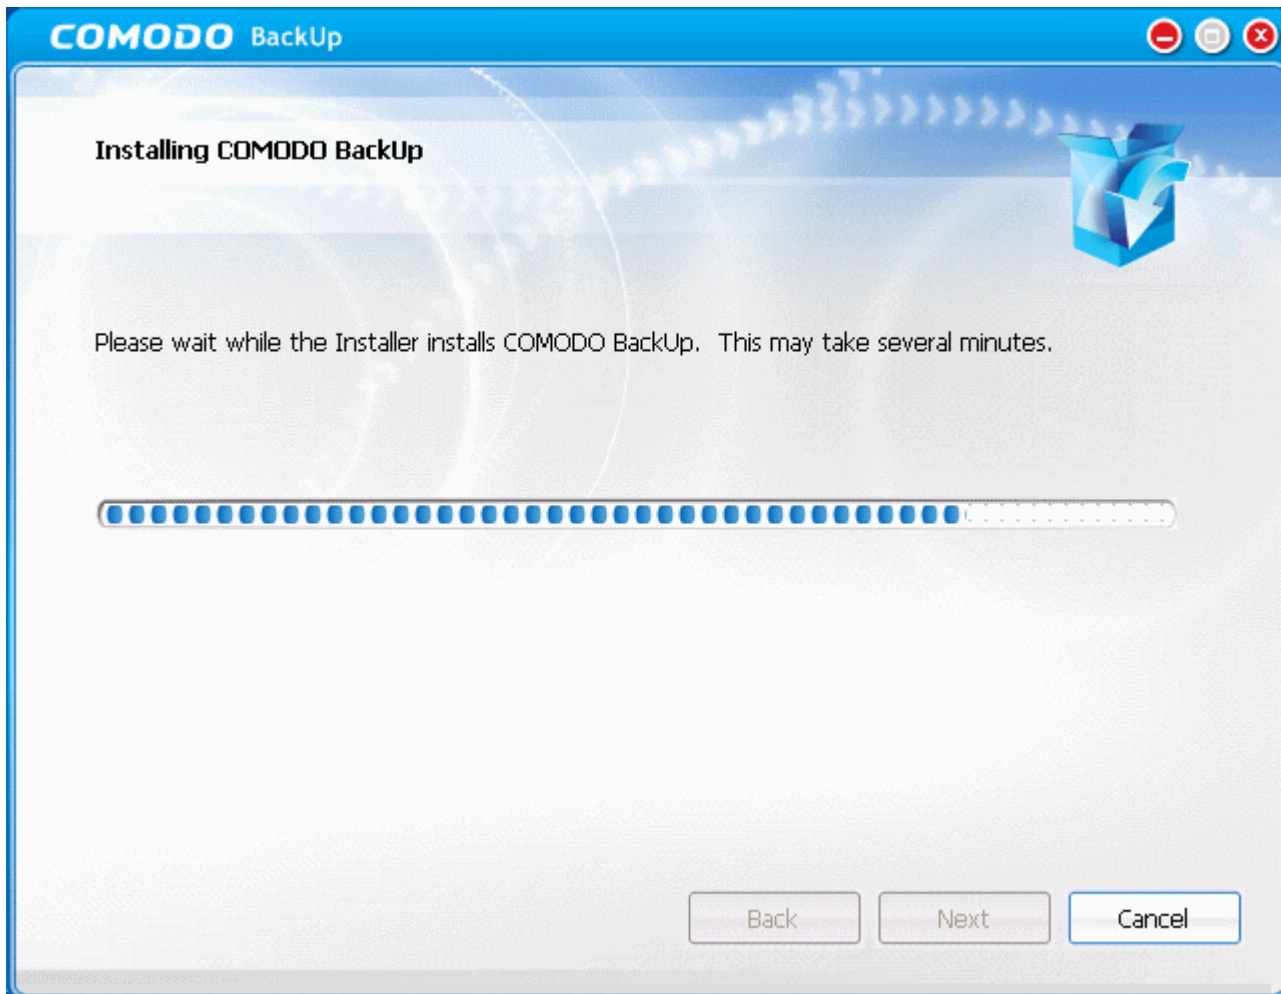 COMODO BackUp
Installing COMODO BackUp
Please wait while the Installer installs COMODO BackUp. This may take several minutes.
Back
Next
Cancel